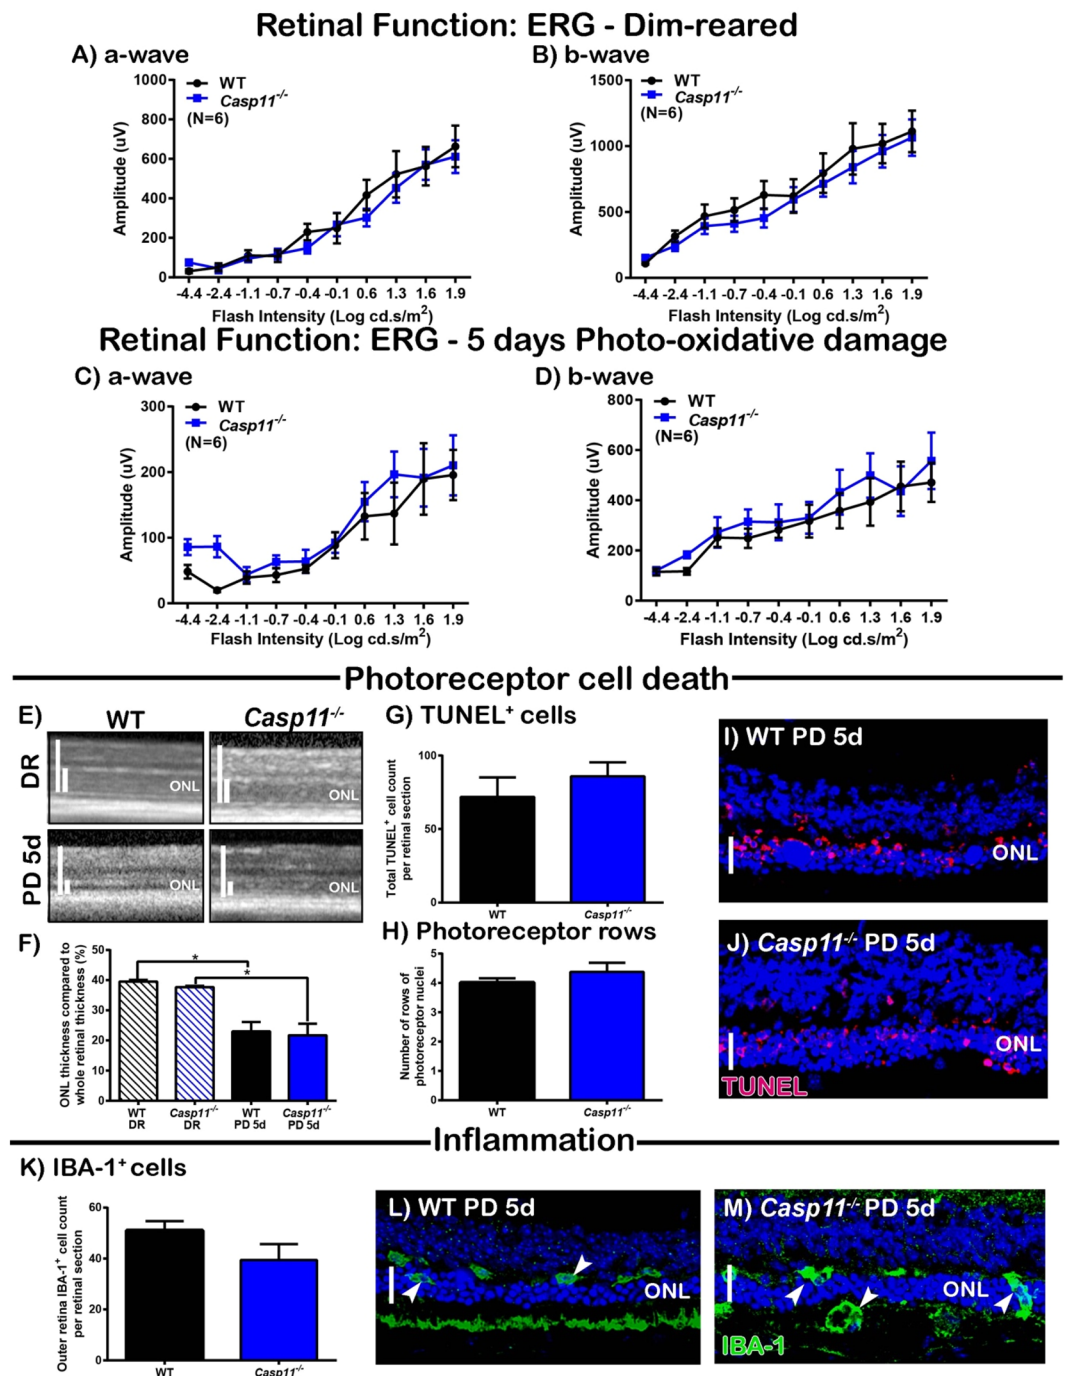 Retinal Function: ERG - Dim-reared
A) a-wave
1000
800
600
400
200
0
Amplitude (uV)
WT
Casp11-/-
(N=6)
-4.4 -2.4 -1.1 -0.7 -0.4 -0.1 0.6 1.3 1.6 1.9
Flash Intensity (Log cd.s/m2)
B) b-wave
1500
1000
500
0
Amplitude (uV)
WT
Casp11-/-
(N=6)
-4.4 -2.4 -1.1 -0.7 -0.4 -0.1 0.6 1.3 1.6 1.9
Flash Intensity (Log cd.s/m2)
Retinal Function: ERG - 5 days Photo-oxidative damage
C) a-wave
300
200
100
0
Amplitude (uV)
WT
Casp11-/-
(N=6)
-4.4 -2.4 -1.1 -0.7 -0.4 -0.1 0.6 1.3 1.6 1.9
Flash Intensity (Log cd.s/m2)
D) b-wave
800
600
400
200
0
Amplitude (uV)
WT
Casp11-/-
(N=6)
-4.4 -2.4 -1.1 -0.7 -0.4 -0.1 0.6 1.3 1.6 1.9
Flash Intensity (Log cd.s/m2)
Photoreceptor cell death
E)
WT
Casp11-/-
DR
ONL
ONL
PD 5d
ONL
ONL
F)
ONL thickness compared to
whole retinal thickness (%)
50
40
30
20
10
0
*
*
WT
DR
Casp11-/-
DR
WT
PD 5d
Casp11-/-
PD 5d
G) TUNEL+ cells
Total TUNEL+ cell count
per retinal section
100
50
0
WT
Casp11-/-
H) Photoreceptor rows
Number of rows of
photoreceptor nuclei
5
4
3
2
1
0
WT
Casp11-/-
I) WT PD 5d
ONL
J) Casp11-/- PD 5d
ONL
TUNEL
Inflammation
K) IBA-1+ cells
Outer retina IBA-1+ cell count
per retinal section
60
40
20
0
WT
Casp11-/-
L) WT PD 5d
ONL
M) Casp11-/- PD 5d
ONL
IBA-1